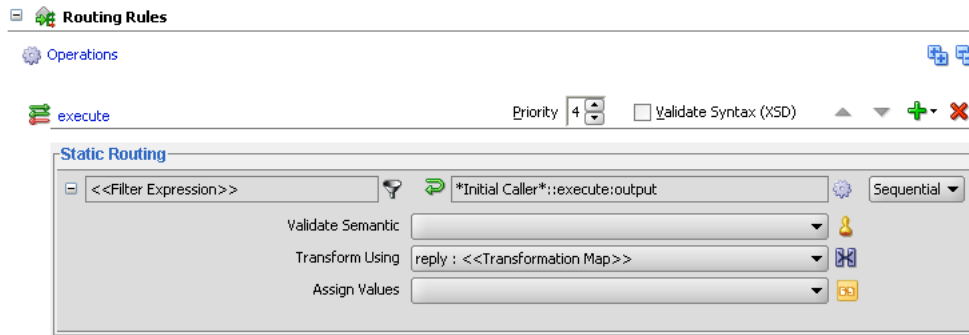 Routing Rules
Operations
execute Priority 4 Validate Syntax (XSD)
Static Routing
<<Filter Expression>> *Initial Caller*::execute:output Sequential
Validate Semantic
Transform Using reply : <<Transformation Map>>
Assign Values